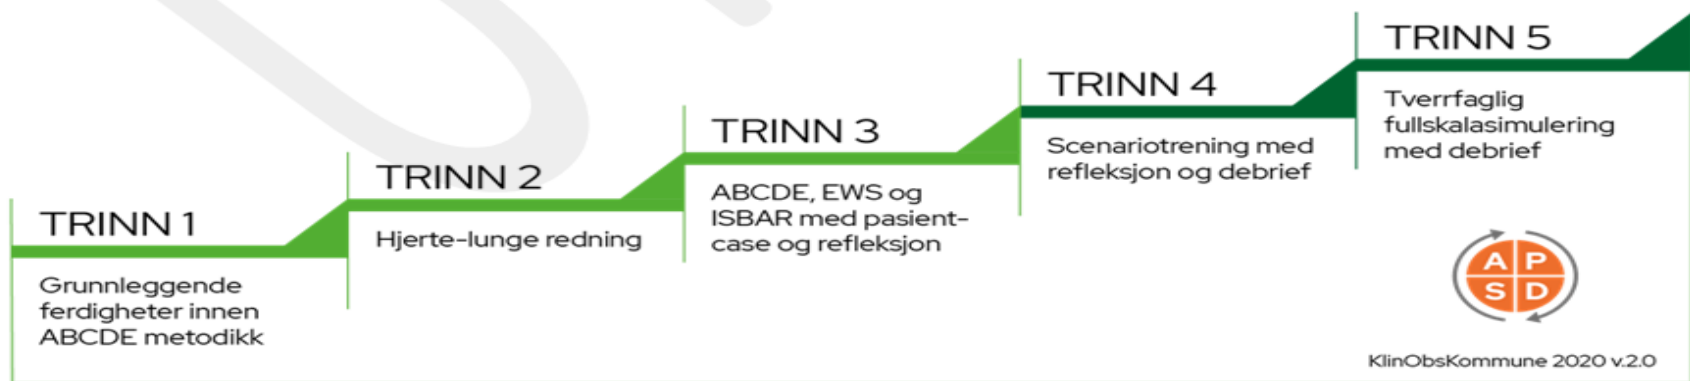 TRINN 1
Grunnleggende
ferdigheter innen
ABCDE metodikk
TRINN 2
Hjerte-lunge redning
TRINN 3
ABCDE, EWS og
ISBAR med pasient-
case og refleksjon
TRINN 4
Scenariotrening med
refleksjon og debrief
TRINN 5
Tverrfaglig
fullskalasimulering
med debrief
A P
S D
KlinObsKommune 2020 v.2.0